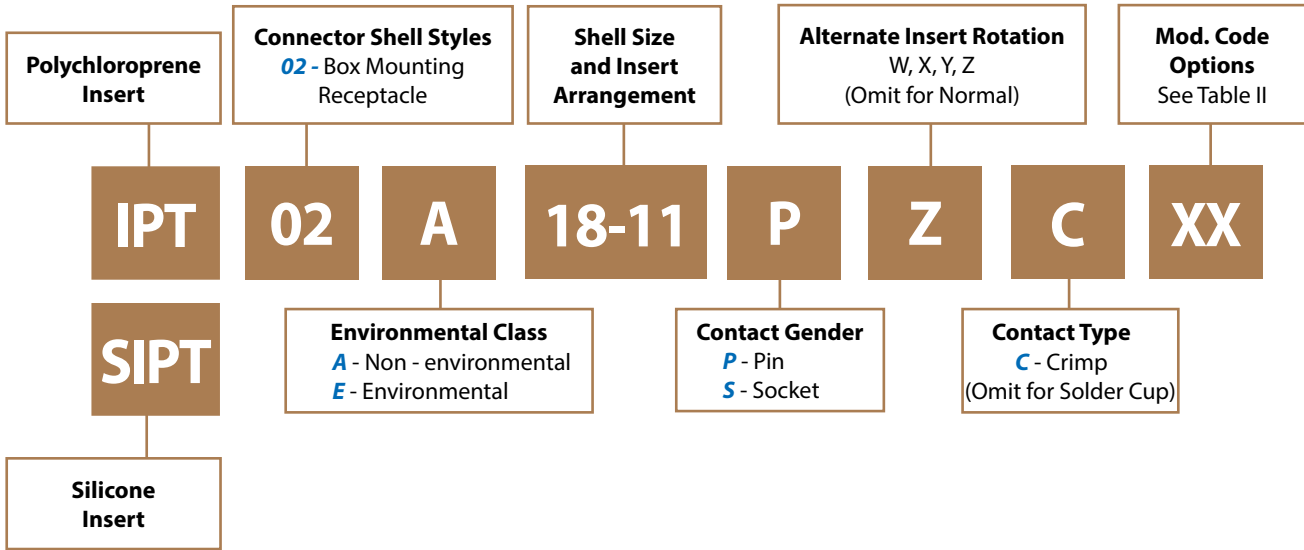 Polychloroprene
Insert
Connector Shell Styles
02 - Box Mounting
Receptacle
Shell Size
and Insert
Arrangement
Alternate Insert Rotation
W, X, Y, Z
(Omit for Normal)
Mod. Code
Options
See Table II
IPT
02
A
18-11
P
Z
C
XX
SIPT
Environmental Class
A - Non - environmental
E - Environmental
Contact Gender
P - Pin
S - Socket
Contact Type
C - Crimp
(Omit for Solder Cup)
Silicone
Insert